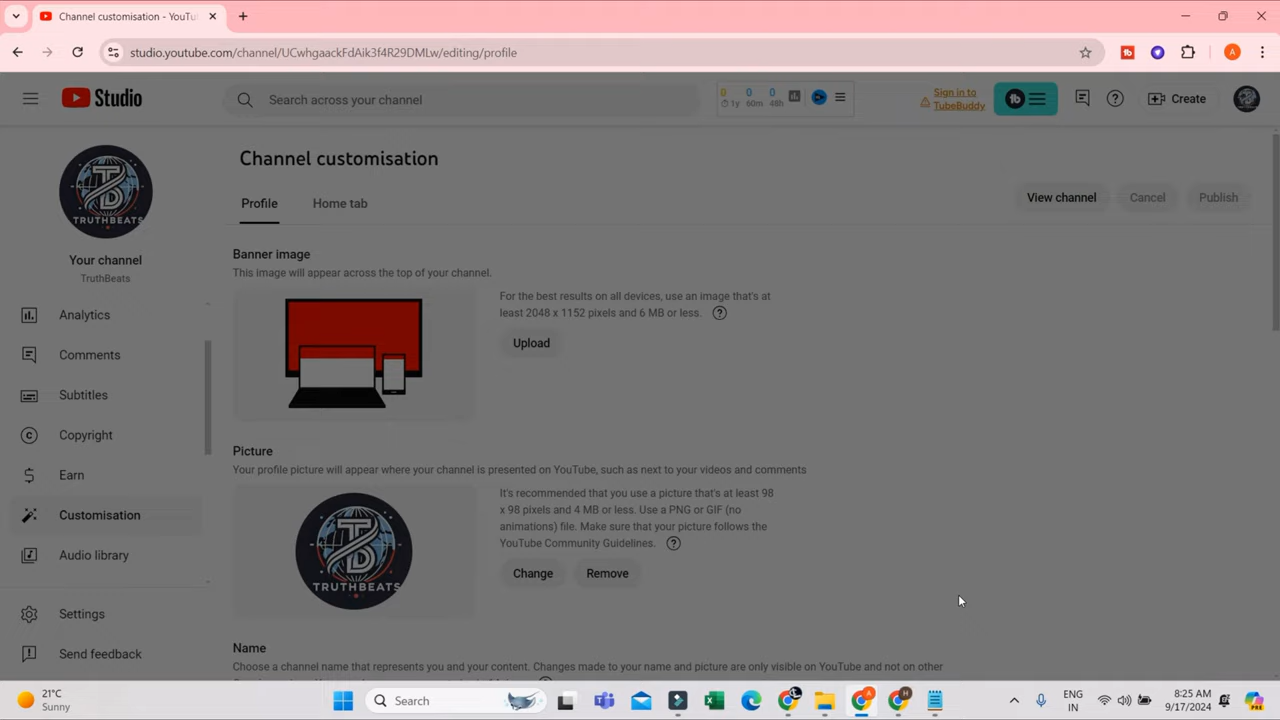 Channel customisation - YouTu
studio.youtube.com/channel/UCwhgaackFdAik3f4R29DMLw/editing/profile
A
Studio
Search across your channel
0 0 0
1y 60m 48h
Sign in to
TubeBuddy
tb
Create
Channel customisation
Profile
Home tab
View channel
Cancel
Publish
TRUTHBEATS
Your channel
TruthBeats
Analytics
Comments
Subtitles
Copyright
Earn
Customisation
Audio library
Settings
Send feedback
Banner image
This image will appear across the top of your channel.
For the best results on all devices, use an image that's at
least 2048 x 1152 pixels and 6 MB or less.
Upload
Picture
Your profile picture will appear where your channel is presented on YouTube, such as next to your videos and comments
TRUTHBEATS
It's recommended that you use a picture that's at least 98
x 98 pixels and 4 MB or less. Use a PNG or GIF (no
animations) file. Make sure that your picture follows the
YouTube Community Guidelines.
Change
Remove
Name
Choose a channel name that represents you and your content. Changes made to your name and picture are only visible on YouTube and not on other
21°C
Sunny
Search
ENG
IN
8:25 AM
9/17/2024